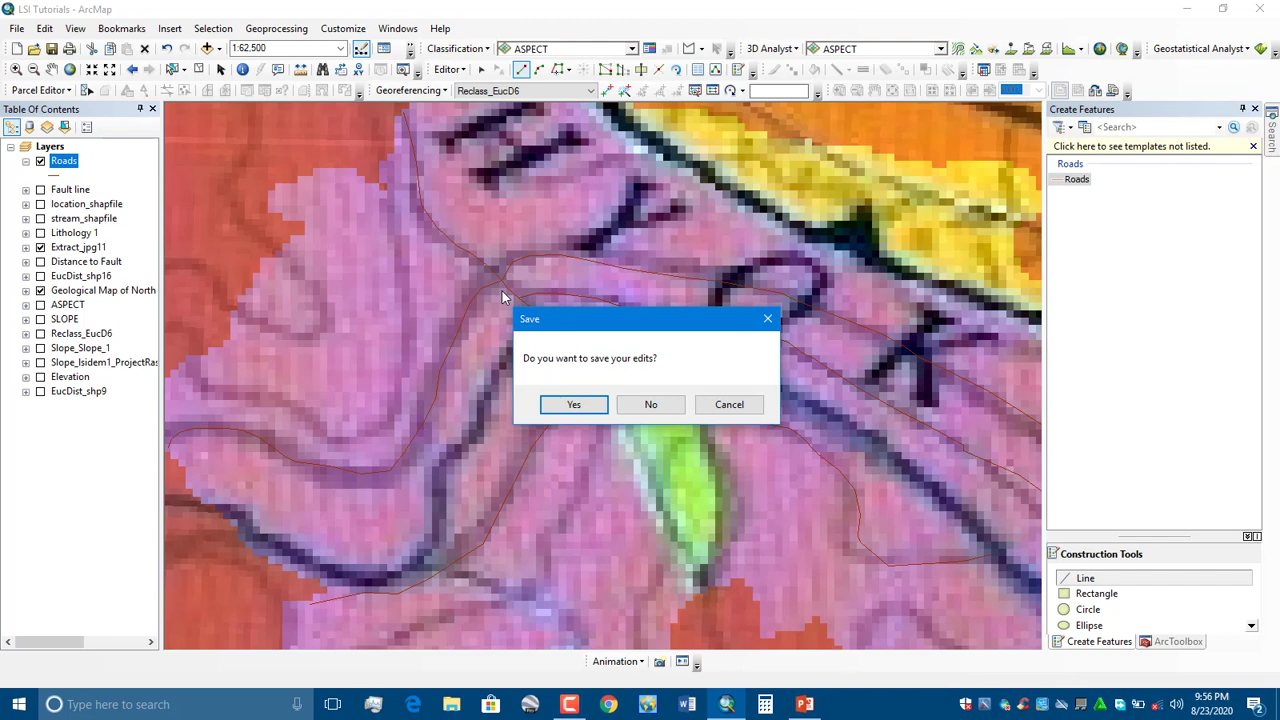 LSI Tutorials - ArcMap
File Edit View Bookmarks Insert Selection Geoprocessing Customize Windows Help
1:62,500
Classification ASPECT
3D Analyst ASPECT
Geostatistical Analyst
Editor
Parcel Editor
Georeferencing Reclass_EucD6
Table Of Contents
Layers
Roads
Fault line
location_shapfile
stream_shapfile
Lithology 1
Extract_jpg11
Distance to Fault
EucDist_shp16
Geological Map of North
ASPECT
SLOPE
Reclass_EucD6
Slope_Slope_1
Slope_Isidem1_ProjectRas
Elevation
EucDist_shp9
Save
Do you want to save your edits?
Yes No Cancel
Create Features
<Search>
Click here to see templates not listed.
Roads
Roads
Search
Construction Tools
Line
Rectangle
Circle
Ellipse
Create Features ArcToolbox
Animation
Type here to search
9:56 PM
8/23/2020